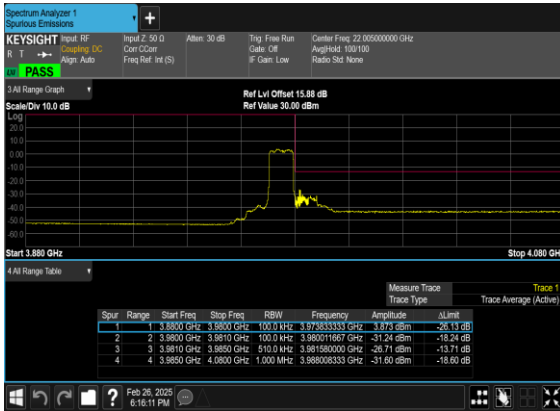 Spectrum Analyzer 1
Spurious Emissions
+
KEYSIGHT Input: RF Input Z: 50 Ω Atten: 30 dB Trig: Free Run Center Freq: 22.005000000 GHz
R T Coupling: DC Corr CCorr Gate: Off Avg|Hold: 100/100
Align: Auto Freq Ref: Int (S) IF Gain: Low Radio Std: None
LXI PASS
3 All Range Graph
Ref Lvl Offset 15.88 dB
Scale/Div 10.0 dB Ref Value 30.00 dBm
Log
20.0
10.0
0.00
-10.0
-20.0
-30.0
-40.0
-50.0
-60.0
Start 3.880 GHz Stop 4.080 GH
4 All Range Table
Measure Trace Trace 1
Trace Type Trace Average (Active)
Spur Range Start Freq Stop Freq RBW Frequency Amplitude ΔLimit
1 1 3.8800 GHz 3.9800 GHz 100.0 kHz 3.973833333 GHz 3.873 dBm -26.13 dB
2 2 3.9800 GHz 3.9810 GHz 100.0 kHz 3.980011667 GHz -31.24 dBm -18.24 dB
3 3 3.9810 GHz 3.9850 GHz 510.0 kHz 3.981580000 GHz -26.71 dBm -13.71 dB
4 4 3.9850 GHz 4.0800 GHz 1.000 MHz 3.988008333 GHz -31.60 dBm -18.60 dB
? Feb 26, 2025
6:16:11 PM